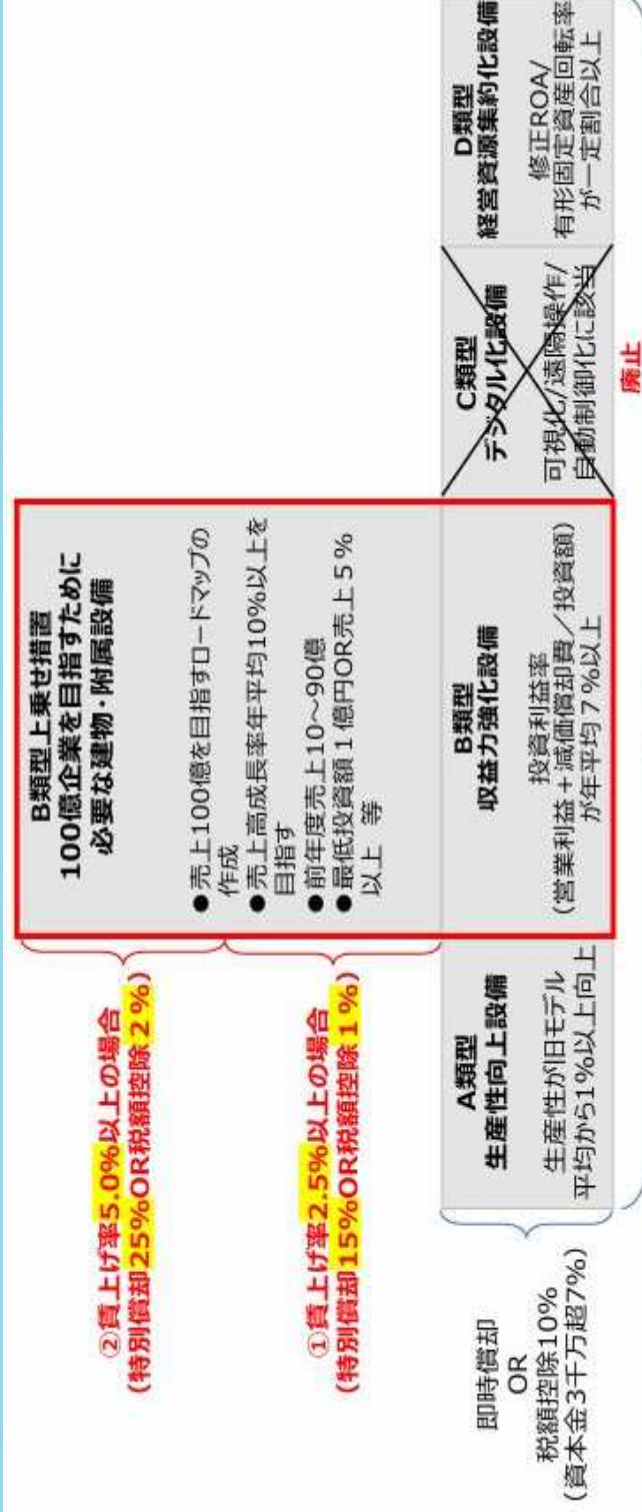 B類型上乗せ措置
100億企業を目指すために
必要な建物・附属設備
●売上100億を目指すロードマップの
作成
●売上高成長率年平均10%以上を
目指す
●前年度売上10～90億
●最低投資額１億円OR売上５%
以上 等
②賃上げ率5.0%以上の場合
(特別償却25%OR税額控除２%)
①賃上げ率2.5%以上の場合
(特別償却15%OR税額控除１%)
即時償却
OR
税額控除10%
(資本金3千万超7%)
A類型
生産性向上設備
生産性が旧モデル
平均から1%以上向上
B類型
収益力強化設備
投資利益率
(営業利益＋減価償却費／投資額)
が年平均７%以上
C類型
デジタル化設備
可視化/遠隔操作/
自動制御化に該当
廃止
D類型
経営資源集約化設備
修正ROA/
有形固定資産回転率
が一定割合以上